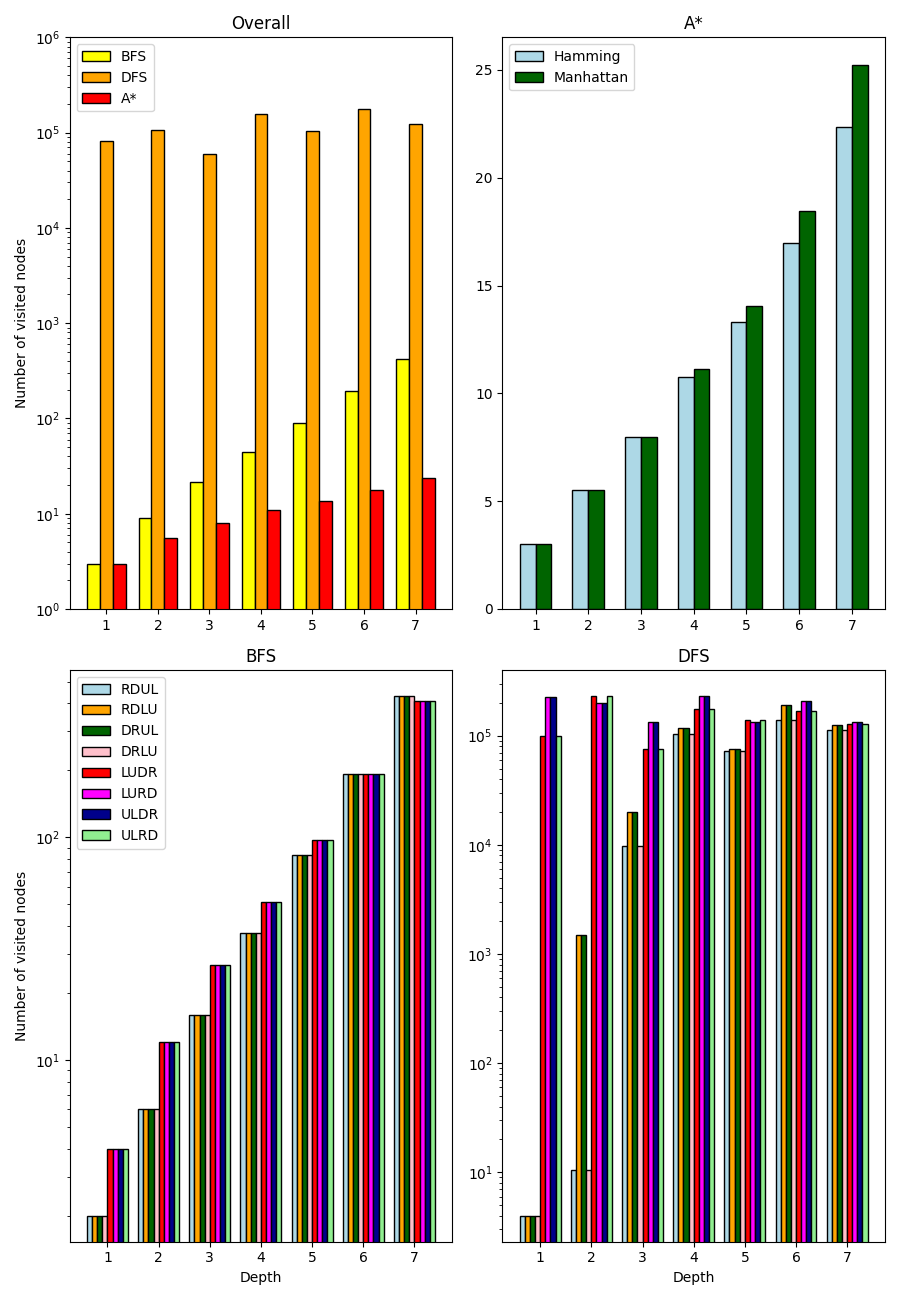 Overall
Number of visited nodes
10^6
10^5
10^4
10^3
10^2
10^1
10^0
BFS
DFS
A*
1 2 3 4 5 6 7
A*
25
20
15
10
5
0
Hamming
Manhattan
1 2 3 4 5 6 7
BFS
Number of visited nodes
10^2
10^1
RDUL
RDLU
DRUL
DRLU
LUDR
LURD
ULDR
ULRD
1 2 3 4 5 6 7
Depth
DFS
10^5
10^4
10^3
10^2
10^1
1 2 3 4 5 6 7
Depth